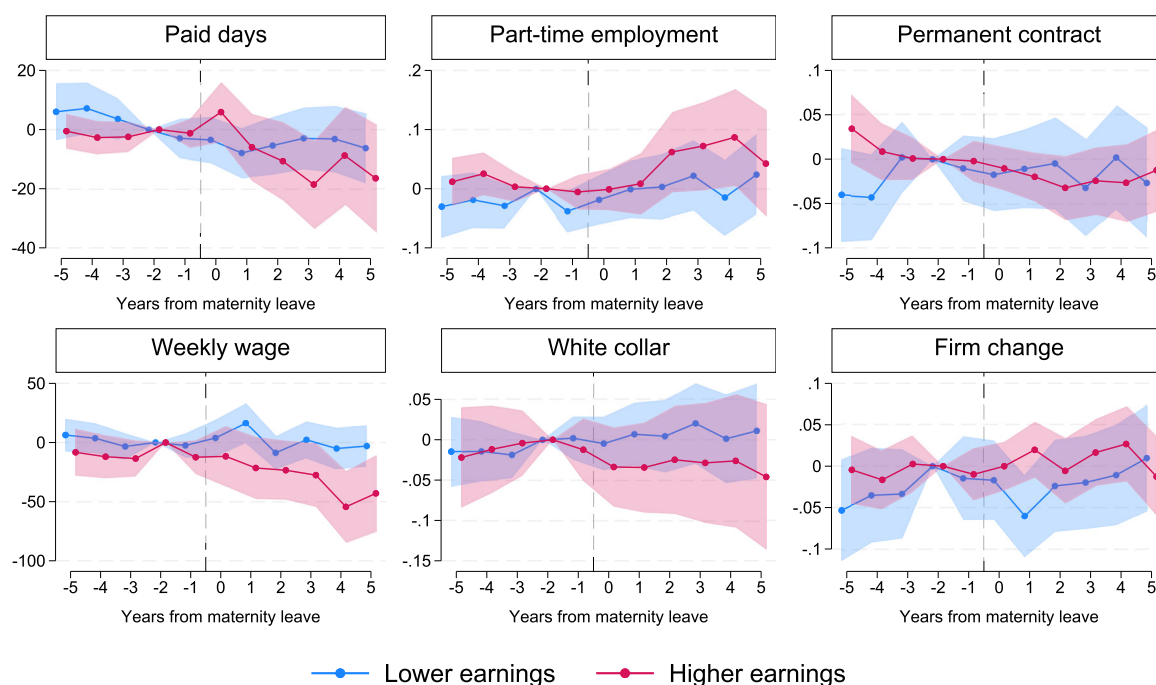 Paid days
Part-time employment
Permanent contract
20
0
-20
-40
-5 -4 -3 -2 -1 0 1 2 3 4 5
Years from maternity leave
.2
.1
0
-.1
-5 -4 -3 -2 -1 0 1 2 3 4 5
Years from maternity leave
.1
.05
0
-.05
-.1
-5 -4 -3 -2 -1 0 1 2 3 4 5
Years from maternity leave
Weekly wage
White collar
Firm change
50
0
-50
-100
-5 -4 -3 -2 -1 0 1 2 3 4 5
Years from maternity leave
.05
0
-.05
-.1
-.15
-5 -4 -3 -2 -1 0 1 2 3 4 5
Years from maternity leave
.1
.05
0
-.05
-.1
-5 -4 -3 -2 -1 0 1 2 3 4 5
Years from maternity leave
Lower earnings Higher earnings